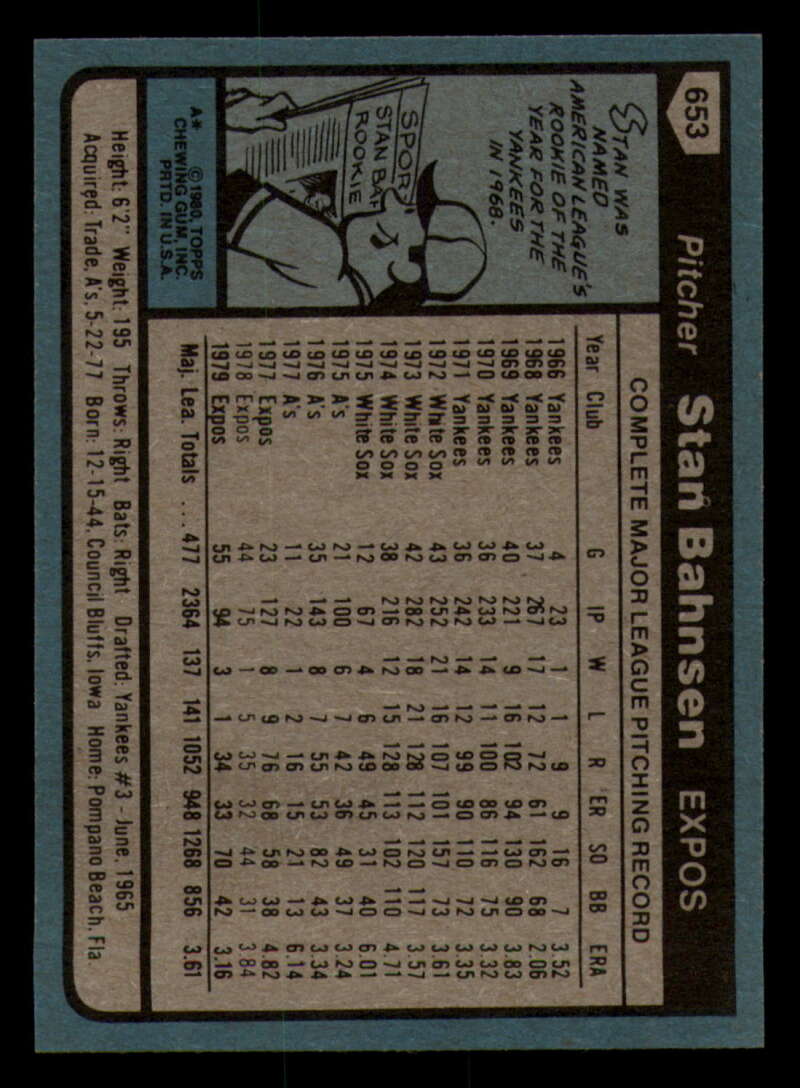 653 Pitcher Stan Bahnsen EXPOS
STAN WAS
NAMED
AMERICAN LEAGUE'S
ROOKIE OF THE
YEAR FOR THE
YANKEES
IN 1968.
SPOR
STAN BA
ROOKIE
A* © 1980, TOPPS
CHEWING GUM, INC.
PRTD. IN U.S.A.
COMPLETE MAJOR LEAGUE PITCHING RECORD
Year Club G IP W L R ER SO BB ERA
1966 Yankees 4 23 1 1 9 9 16 7 3.52
1968 Yankees 37 267 17 12 72 61 162 68 2.06
1969 Yankees 40 221 9 16 102 94 130 90 3.83
1970 Yankees 36 233 14 11 100 86 116 75 3.32
1971 Yankees 36 242 14 12 99 90 110 72 3.35
1972 White Sox 43 252 21 16 107 101 157 73 3.61
1973 White Sox 42 282 18 21 128 112 120 117 3.57
1974 White Sox 38 216 12 15 128 113 102 110 4.71
1975 White Sox 12 67 4 6 49 45 31 40 6.01
1975 A's 21 100 6 7 42 36 49 37 3.24
1976 A's 35 143 8 7 55 53 82 43 3.34
1977 A's 11 22 1 2 16 15 21 13 6.14
1977 Expos 23 127 8 9 76 68 58 38 4.82
1978 Expos 44 75 1 5 35 32 44 31 3.84
1979 Expos 55 94 3 1 34 33 70 42 3.16
Maj. Lea. Totals ... 477 2364 137 141 1052 948 1268 856 3.61
Height: 6'2" Weight: 195 Throws: Right Bats: Right Drafted: Yankees #3 - June, 1965
Acquired: Trade, A's, 5-22-77 Born: 12-15-44, Council Bluffs, Iowa Home: Pompano Beach, Fla.